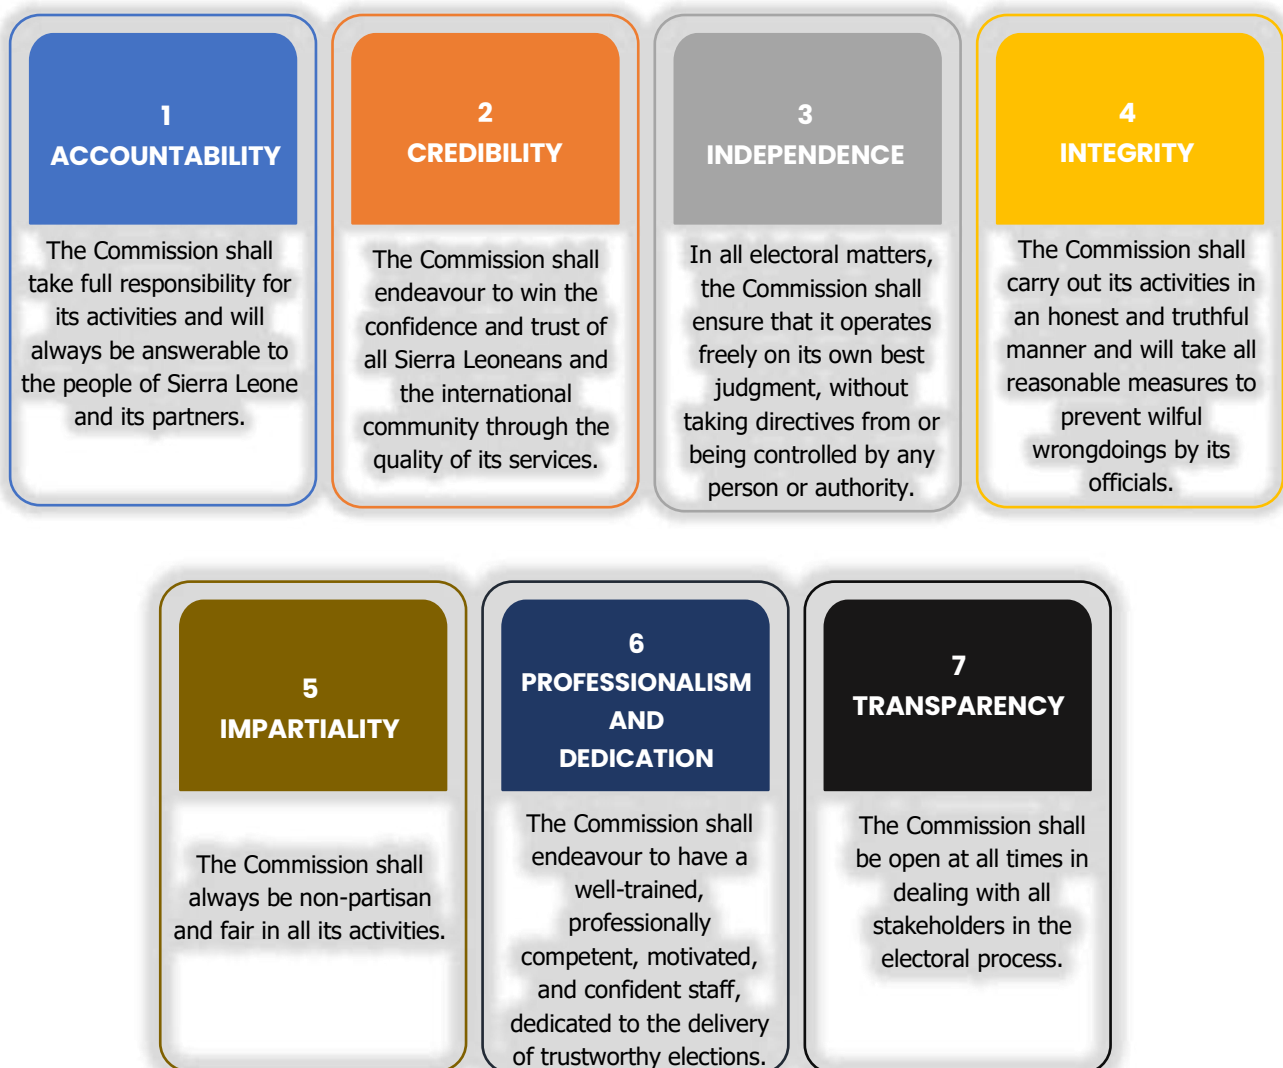 1
ACCOUNTABILITY
The Commission shall
take full responsibility for
its activities and will
always be answerable to
the people of Sierra Leone
and its partners.
2
CREDIBILITY
The Commission shall
endeavour to win the
confidence and trust of
all Sierra Leoneans and
the international
community through the
quality of its services.
3
INDEPENDENCE
In all electoral matters,
the Commission shall
ensure that it operates
freely on its own best
judgment, without
taking directives from or
being controlled by any
person or authority.
4
INTEGRITY
The Commission shall
carry out its activities in
an honest and truthful
manner and will take all
reasonable measures to
prevent wilful
wrongdoings by its
officials.
5
IMPARTIALITY
The Commission shall
always be non-partisan
and fair in all its activities.
6
PROFESSIONALISM
AND
DEDICATION
The Commission shall
endeavour to have a
well-trained,
professionally
competent, motivated,
and confident staff,
dedicated to the delivery
of trustworthy elections.
7
TRANSPARENCY
The Commission shall
be open at all times in
dealing with all
stakeholders in the
electoral process.